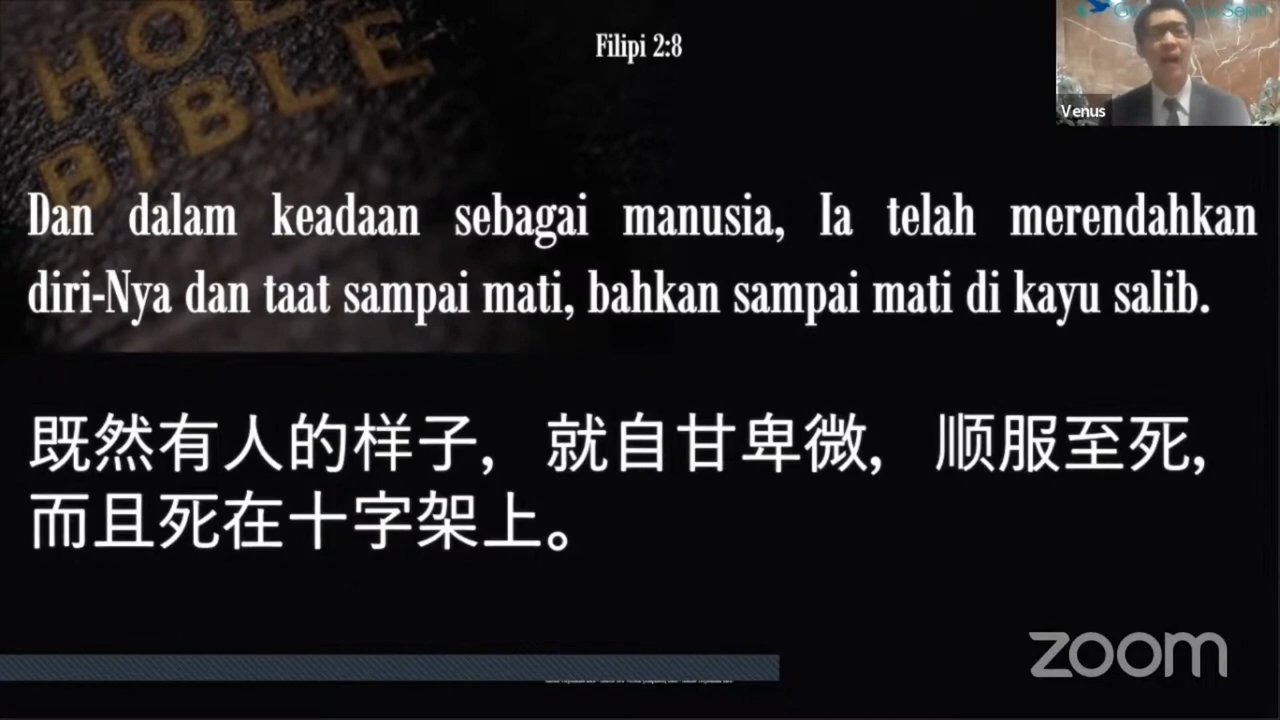 HOLY
BIBLE
Filipi 2:8
Venus
Dan dalam keadaan sebagai manusia, Ia telah merendahkan
diri-Nya dan taat sampai mati, bahkan sampai mati di kayu salib.
既然有人的样子, 就自甘卑微, 顺服至死,
而且死在十字架上。
zoom